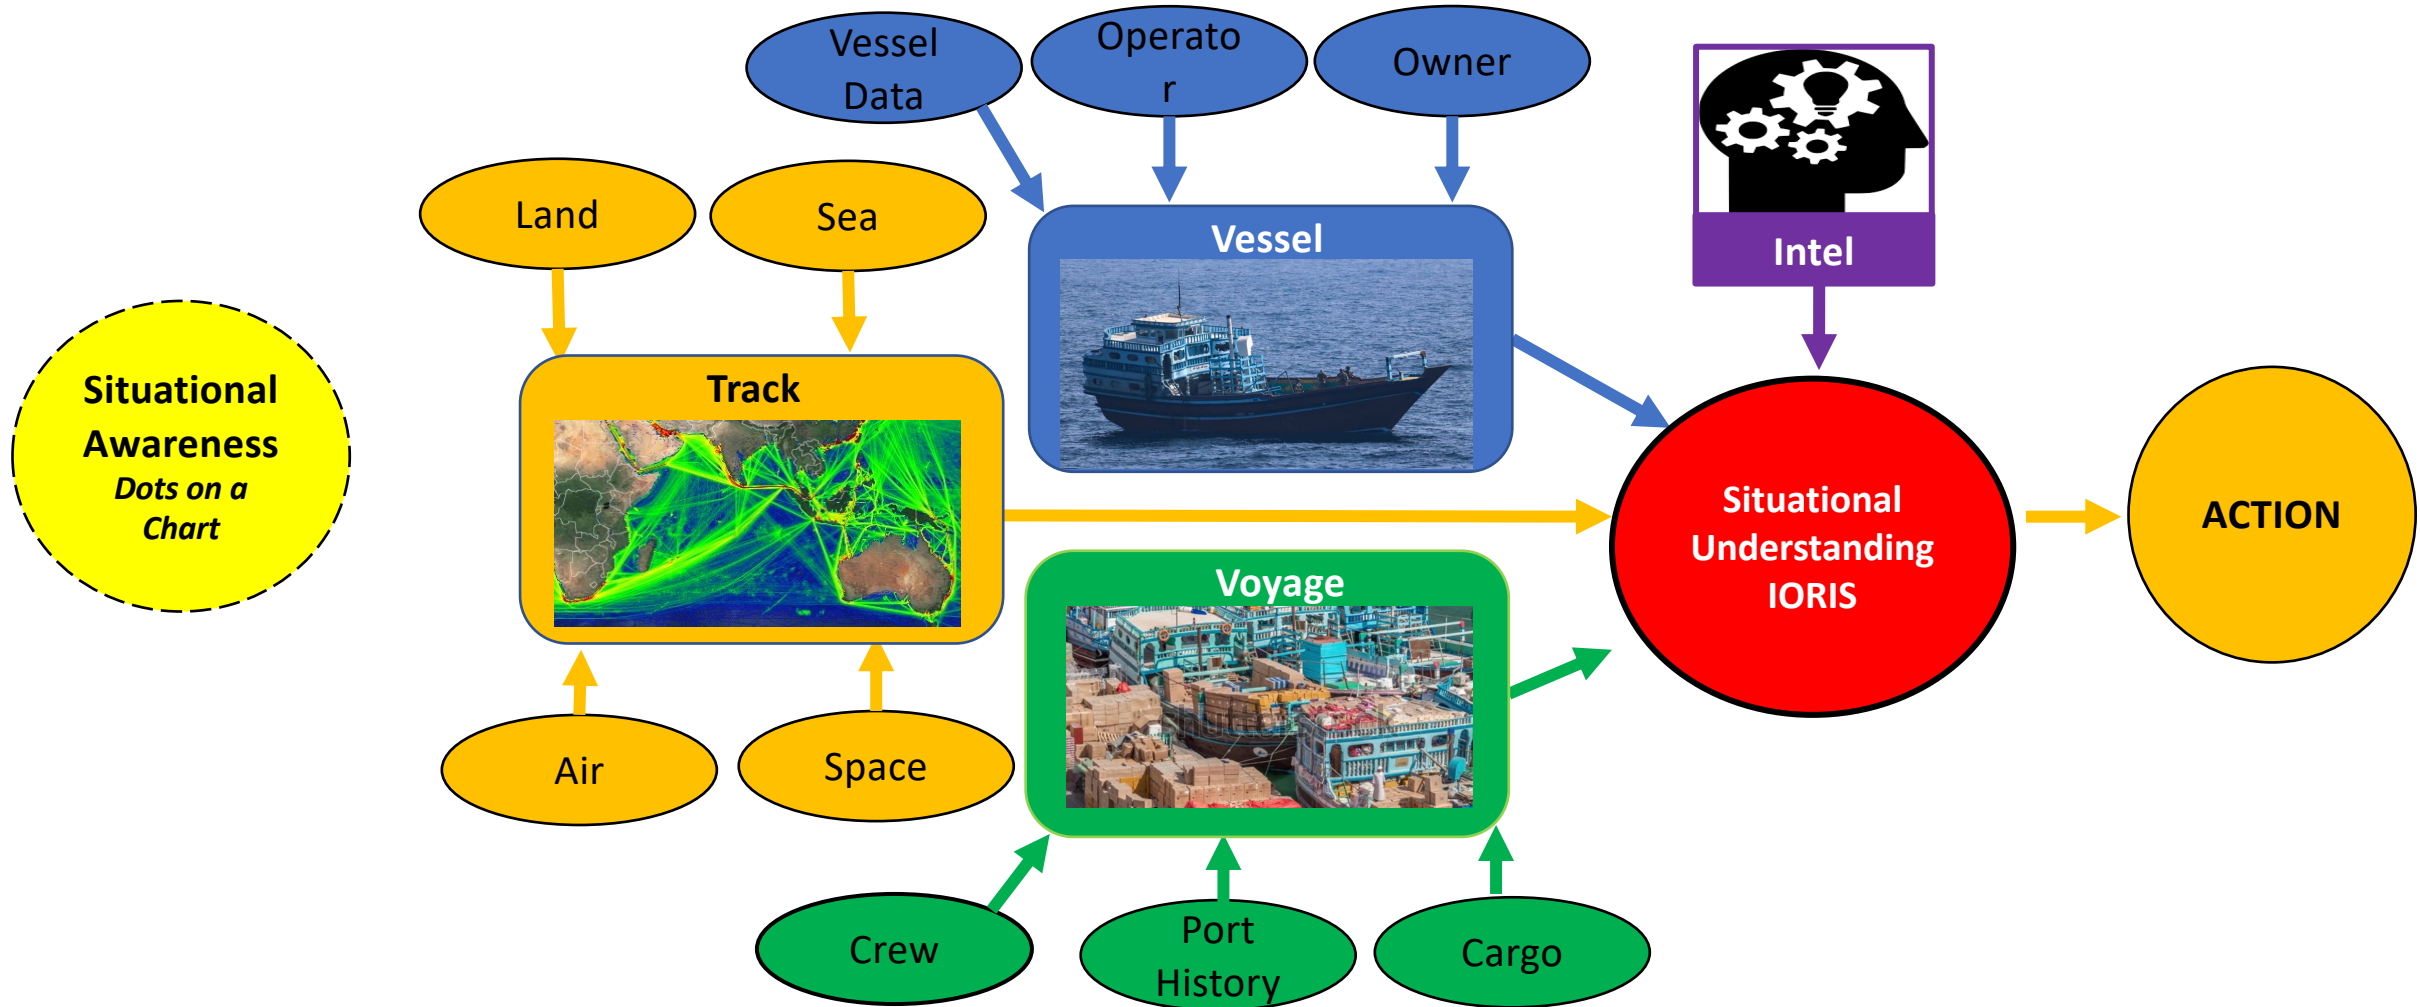 Vessel
Data
Operato
r
Owner
Land
Sea
Vessel
Intel
Situational
Awareness
Dots on a
Chart
Track
Situational
Understanding
IORIS
ACTION
Voyage
Air
Space
Crew
Port
History
Cargo